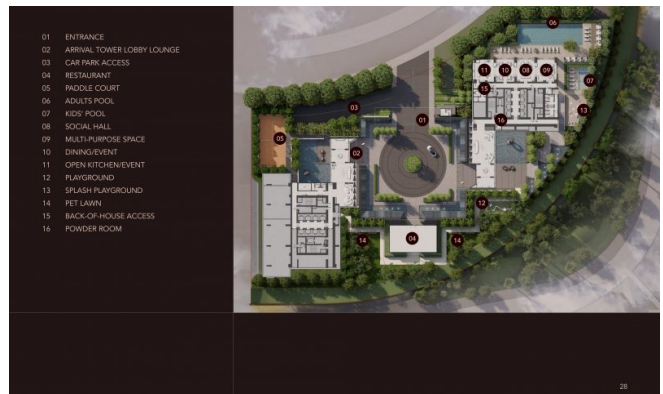 01 ENTRANCE
02 ARRIVAL TOWER LOBBY LOUNGE
03 CAR PARK ACCESS
04 RESTAURANT
05 PADDLE COURT
06 ADULTS POOL
07 KIDS' POOL
08 SOCIAL HALL
09 MULTI-PURPOSE SPACE
10 DINING/EVENT
11 OPEN KITCHEN/EVENT
12 PLAYGROUND
13 SPLASH PLAYGROUND
14 PET LAWN
15 BACK-OF-HOUSE ACCESS
16 POWDER ROOM
06
11 10 08 09
07
15
13
03
01
16
05
02
12
14 04 14
28